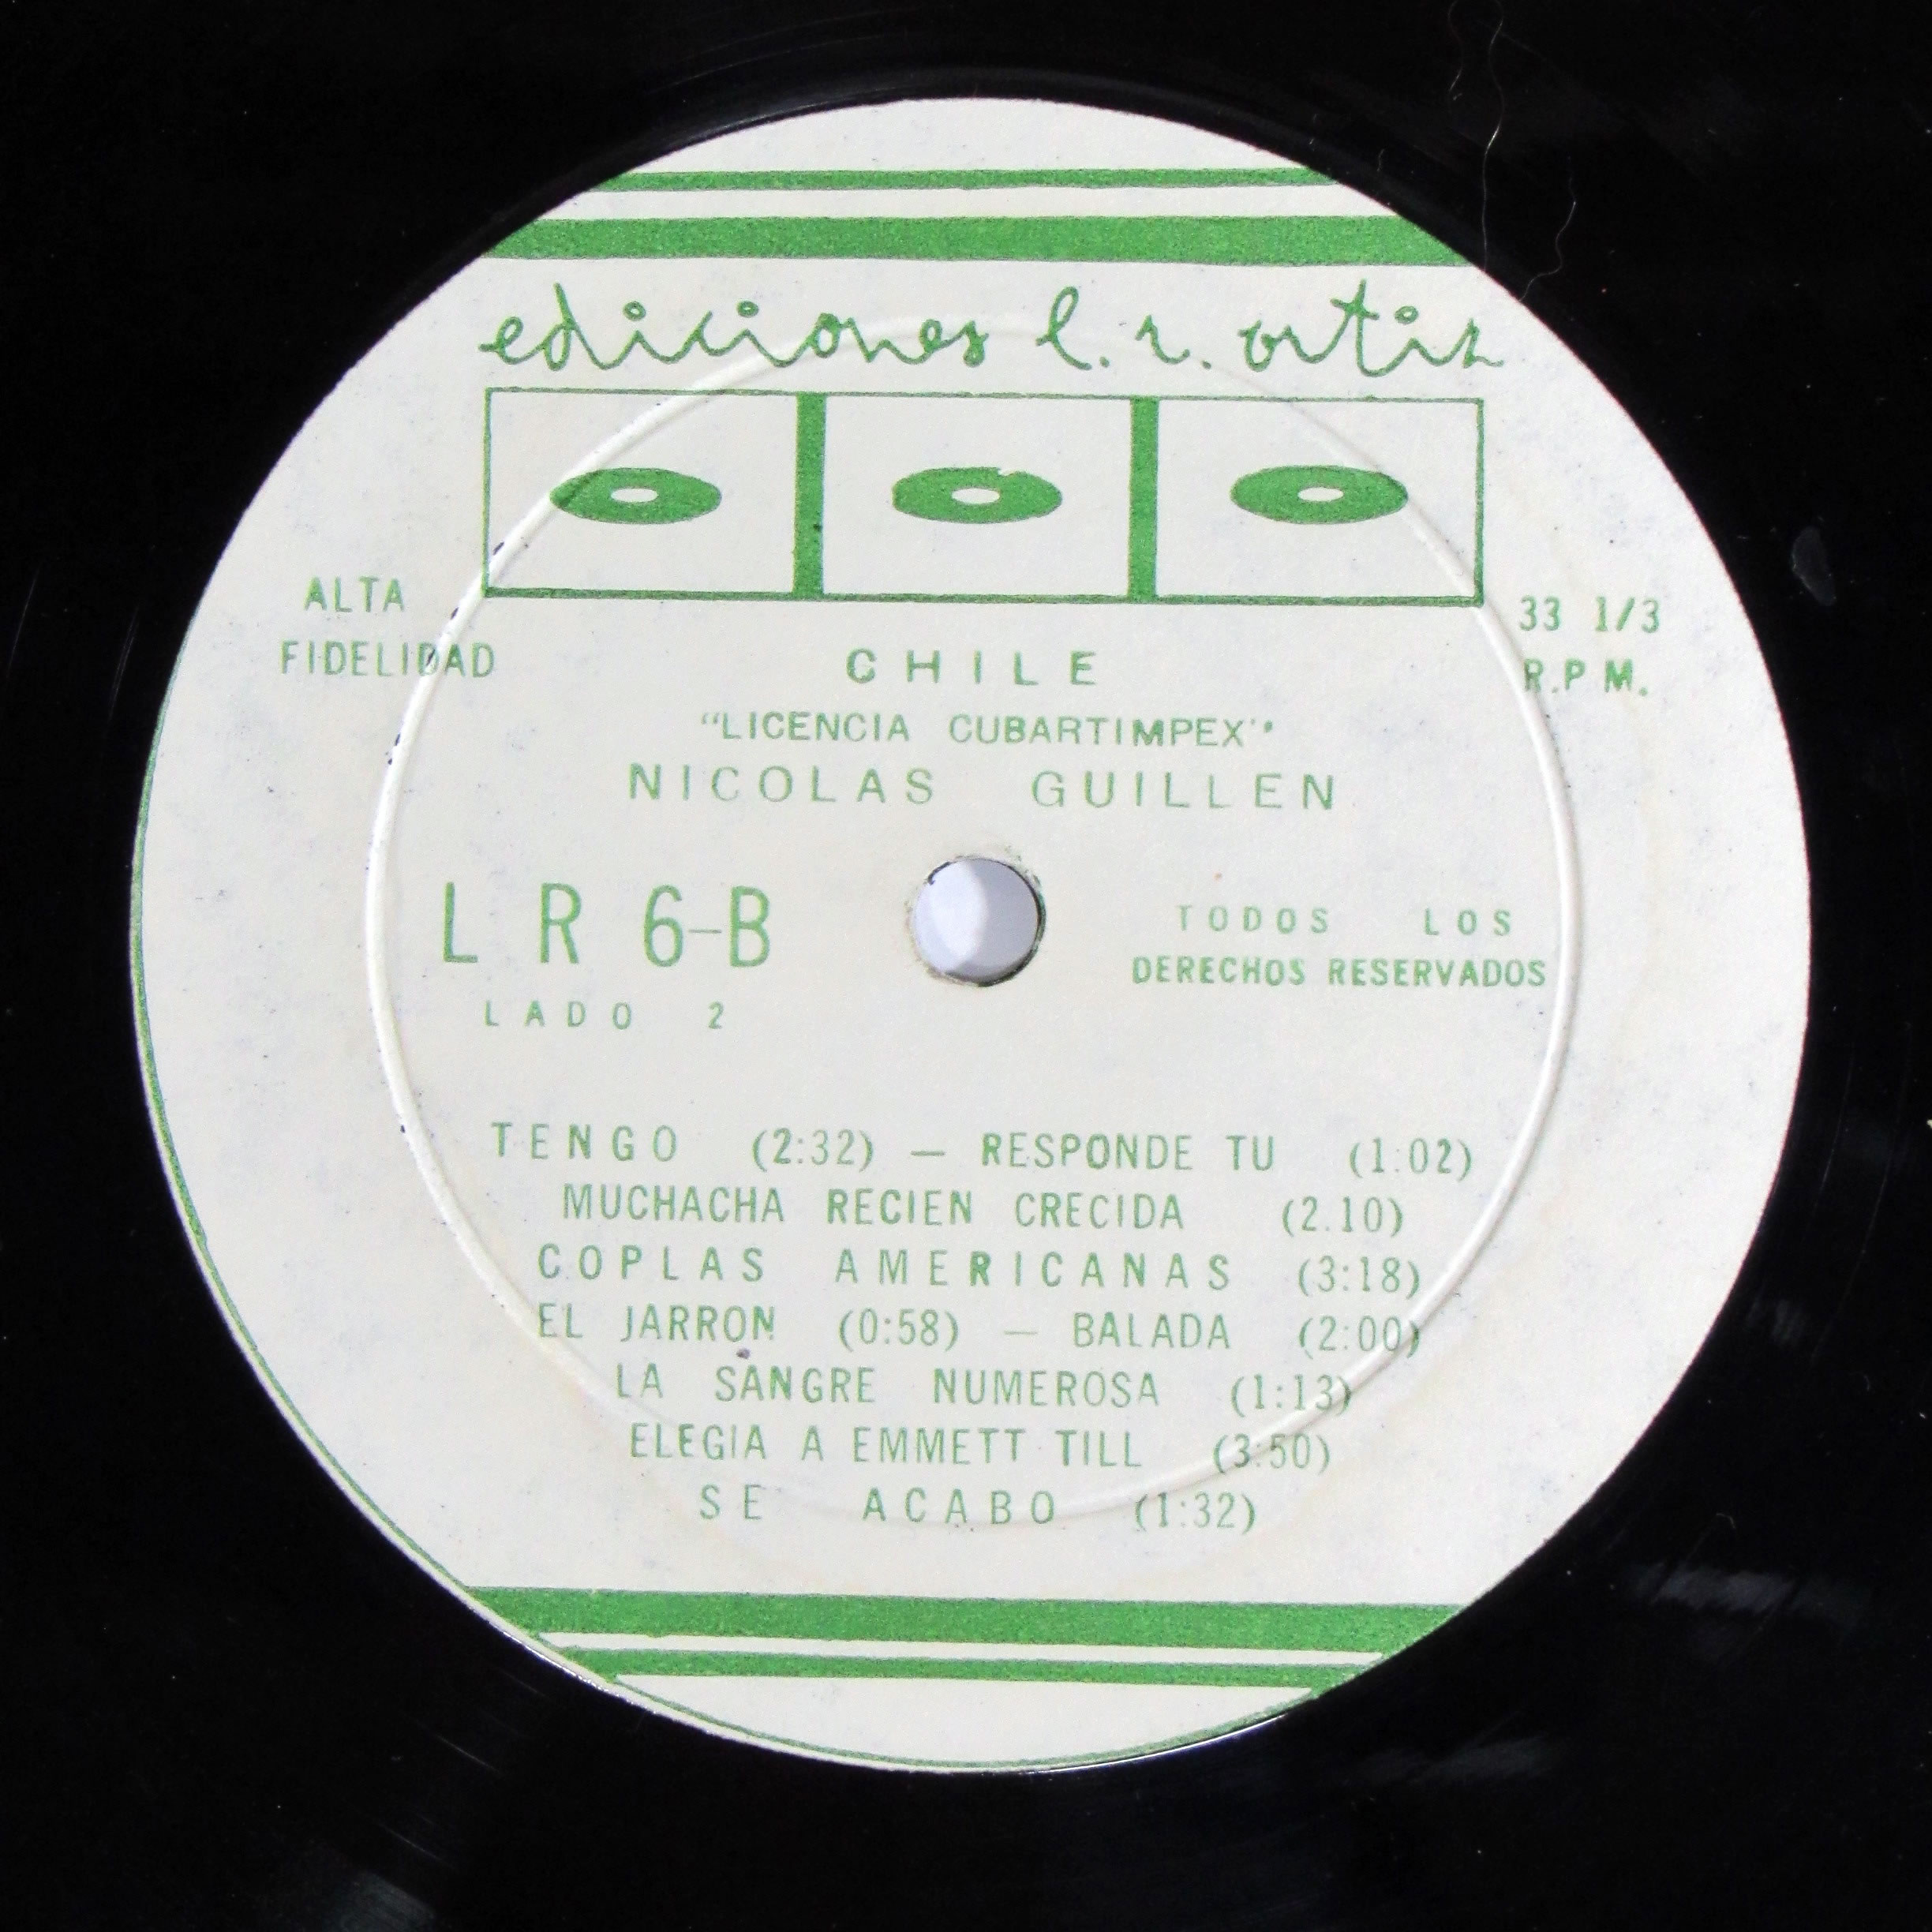 ediciones l. r. ortiz
ALTA
FIDELIDAD
33 1/3
R.P M.
CHILE
"LICENCIA CUBARTIMPEX"
NICOLAS GUILLEN
L R 6-B
LADO 2
TODOS LOS
DERECHOS RESERVADOS
TENGO (2:32) — RESPONDE TU (1:02)
MUCHACHA RECIEN CRECIDA (2.10)
COPLAS AMERICANAS (3:18)
EL JARRON (0:58) — BALADA (2:00)
LA SANGRE NUMEROSA (1:13)
ELEGIA A EMMETT TILL (3:50)
SE ACABO (1:32)